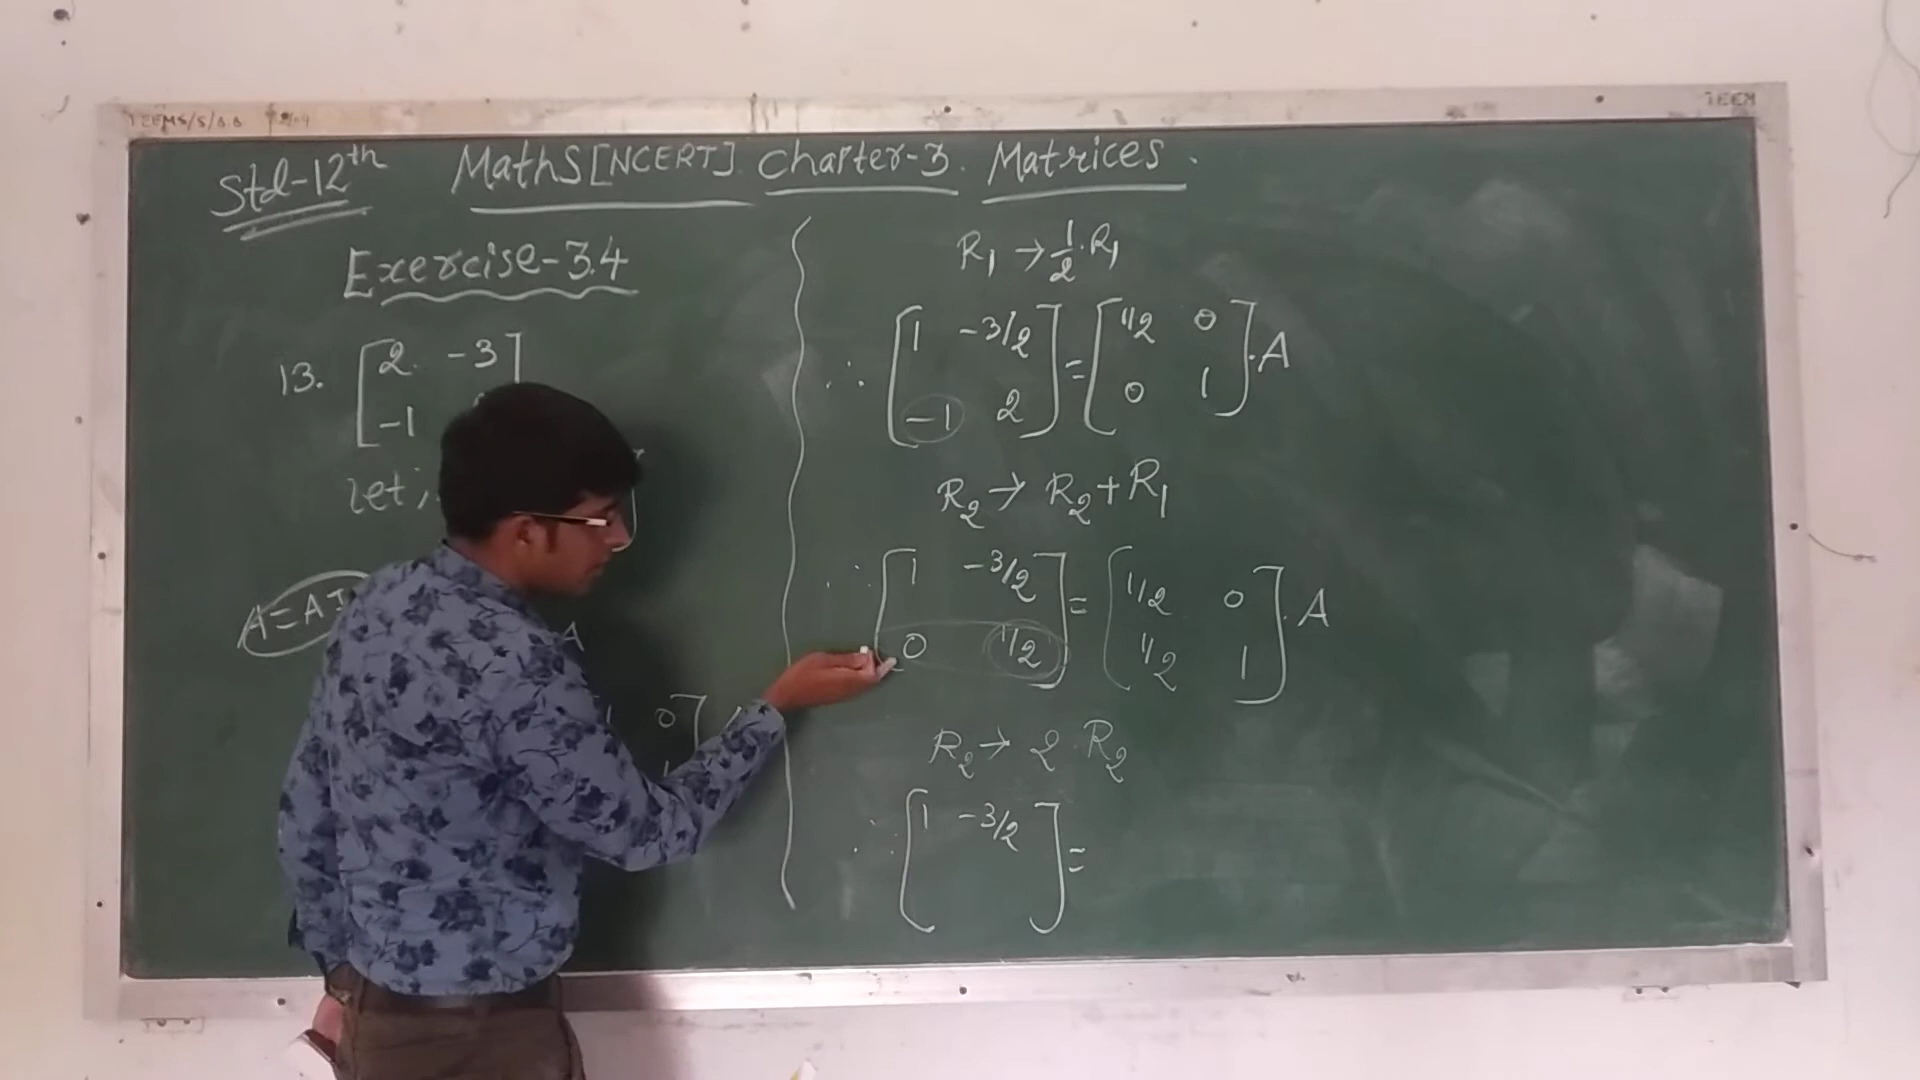 Std-12th Maths [NCERT]. Chapter-3. Matrices.
Exercise-3.4
13. [2 -3]
[-1
let,
A=AI
A
0]
R1 → 1/2 · R1
∴ [1 -3/2] = [1/2 0] · A
[-1 2] [0 1]
R2 → R2 + R1
∴ [1 -3/2] = [1/2 0] · A
[0 1/2] [1/2 1]
R2 → 2 R2
∴ [1 -3/2] =